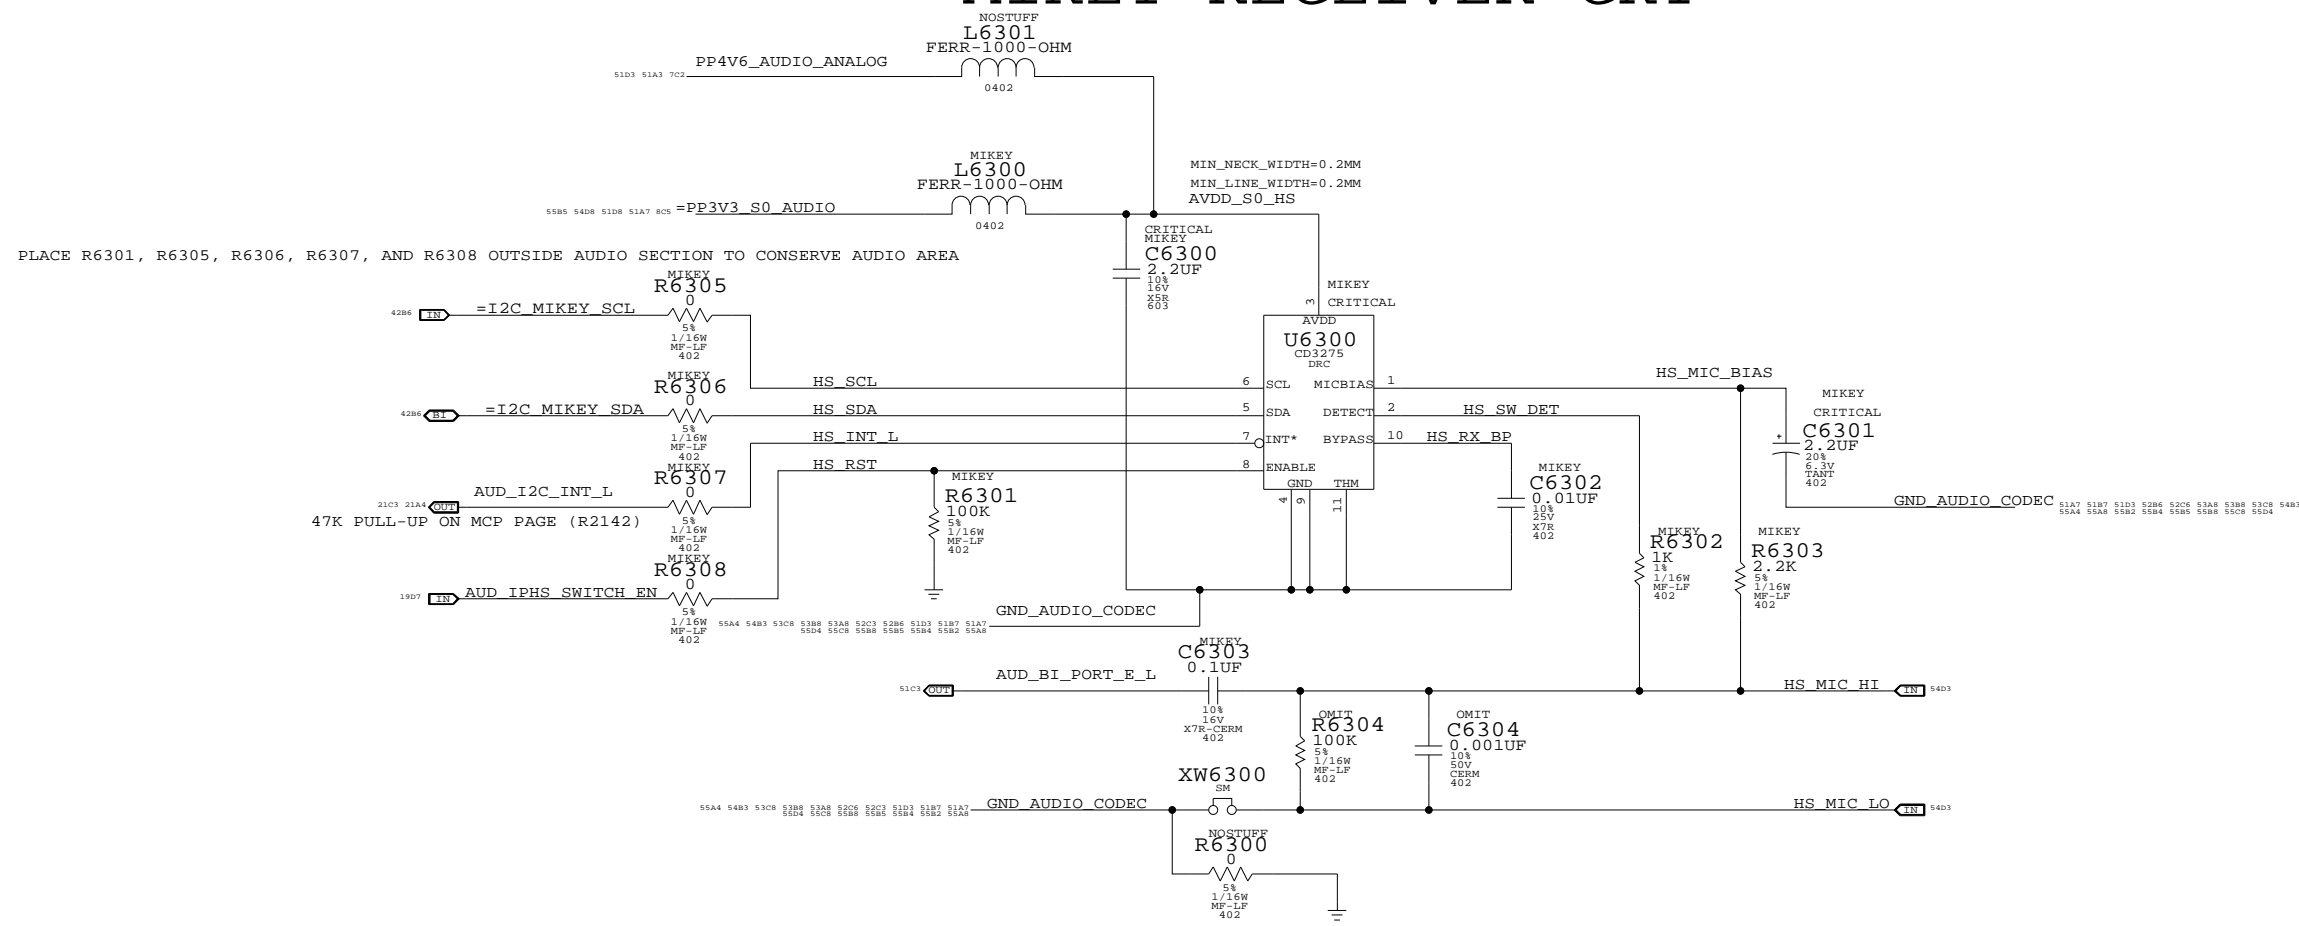 NOSTUFF
L6301
FERR-1000-OHM
PP4V6_AUDIO_ANALOG
51D3 51A3 7C2
0402
MIKEY
L6300
FERR-1000-OHM
=PP3V3_S0_AUDIO
55B5 54D8 51D8 51A7 8C5
0402
MIN_NECK_WIDTH=0.2MM
MIN_LINE_WIDTH=0.2MM
AVDD_S0_HS
PLACE R6301, R6305, R6306, R6307, AND R6308 OUTSIDE AUDIO SECTION TO CONSERVE AUDIO AREA
CRITICAL
MIKEY
C6300
2.2UF
10%
16V
X5R
603
MIKEY
R6305
0
5%
1/16W
MF-LF
402
42B6 IN =I2C_MIKEY_SCL
MIKEY
R6306
0
5%
1/16W
MF-LF
402
42B6 BI =I2C_MIKEY_SDA
MIKEY
R6307
0
5%
1/16W
MF-LF
402
AUD_I2C_INT_L
21C3 21A4 OUT
47K PULL-UP ON MCP PAGE (R2142)
MIKEY
R6308
0
5%
1/16W
MF-LF
402
19D7 IN AUD_IPHS_SWITCH_EN
HS_SCL
HS_SDA
HS_INT_L
HS_RST
MIKEY
R6301
100K
5%
1/16W
MF-LF
402
MIKEY
CRITICAL
3
AVDD
U6300
CD3275
DRC
6 SCL MICBIAS 1
5 SDA DETECT 2
7 INT* BYPASS 10
8 ENABLE
GND THM
4 9 11
HS_MIC_BIAS
HS_SW_DET
HS_RX_BP
MIKEY
C6302
0.01UF
10%
25V
X7R
402
MIKEY
CRITICAL
+
C6301
2.2UF
20%
6.3V
TANT
402
GND_AUDIO_CODEC
51A7 51B7 51D3 52B6 52C6 53A8 53B8 53C8 54B3
55A4 55A8 55B2 55B4 55B5 55B8 55C8 55D4
MIKEY
R6302
1K
1%
1/16W
MF-LF
402
MIKEY
R6303
2.2K
5%
1/16W
MF-LF
402
GND_AUDIO_CODEC
55A4 54B3 53C8 53B8 53A8 52C3 52B6 51D3 51B7 51A7
55D4 55C8 55B8 55B5 55B4 55B2 55A8
MIKEY
C6303
0.1UF
10%
16V
X7R-CERM
402
51C3 OUT AUD_BI_PORT_E_L
HS_MIC_HI IN 54D3
OMIT
R6304
100K
5%
1/16W
MF-LF
402
OMIT
C6304
0.001UF
10%
50V
CERM
402
XW6300
SM
GND_AUDIO_CODEC
55A4 54B3 53C8 53B8 53A8 52C6 52C3 51D3 51B7 51A7
55D4 55C8 55B8 55B5 55B4 55B2 55A8
HS_MIC_LO IN 54D3
NOSTUFF
R6300
0
5%
1/16W
MF-LF
402